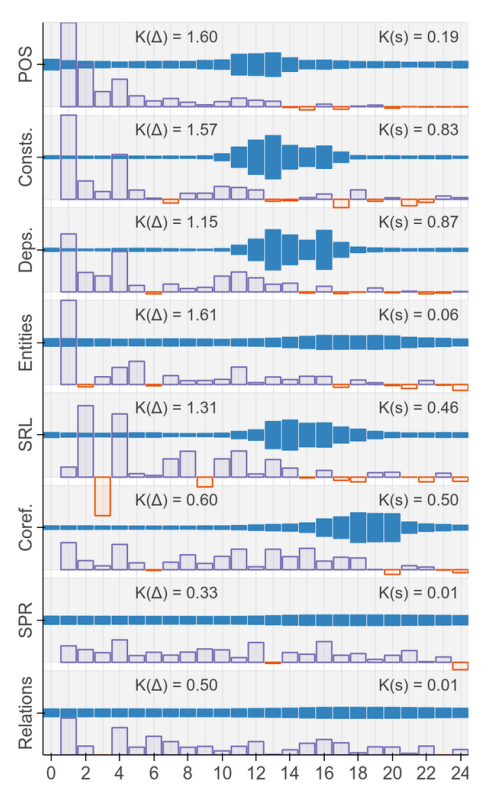 POS
K(Δ) = 1.60 K(s) = 0.19
Consts.
K(Δ) = 1.57 K(s) = 0.83
Deps.
K(Δ) = 1.15 K(s) = 0.87
Entities
K(Δ) = 1.61 K(s) = 0.06
SRL
K(Δ) = 1.31 K(s) = 0.46
Coref.
K(Δ) = 0.60 K(s) = 0.50
SPR
K(Δ) = 0.33 K(s) = 0.01
Relations
K(Δ) = 0.50 K(s) = 0.01
0 2 4 6 8 10 12 14 16 18 20 22 24